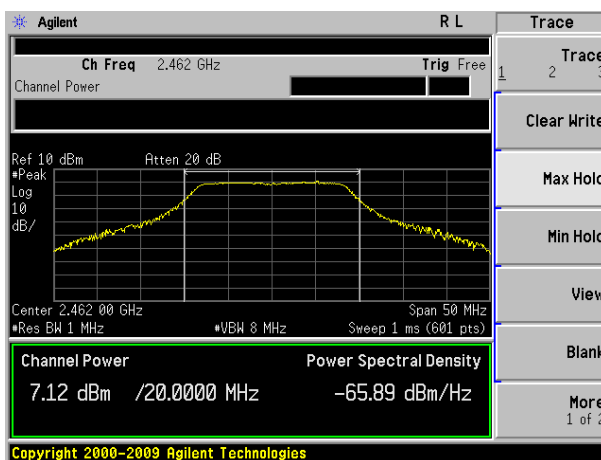 Agilent R L Trace
Ch Freq 2.462 GHz Trig Free
Channel Power
Trace
1 2 3
Clear Write
Max Hold
Min Hold
View
Blank
More
1 of 2
Ref 10 dBm Atten 20 dB
#Peak
Log
10
dB/
Center 2.462 00 GHz Span 50 MHz
#Res BW 1 MHz #VBW 8 MHz Sweep 1 ms (601 pts)
Channel Power Power Spectral Density
7.12 dBm /20.0000 MHz -65.89 dBm/Hz
Copyright 2000-2009 Agilent Technologies